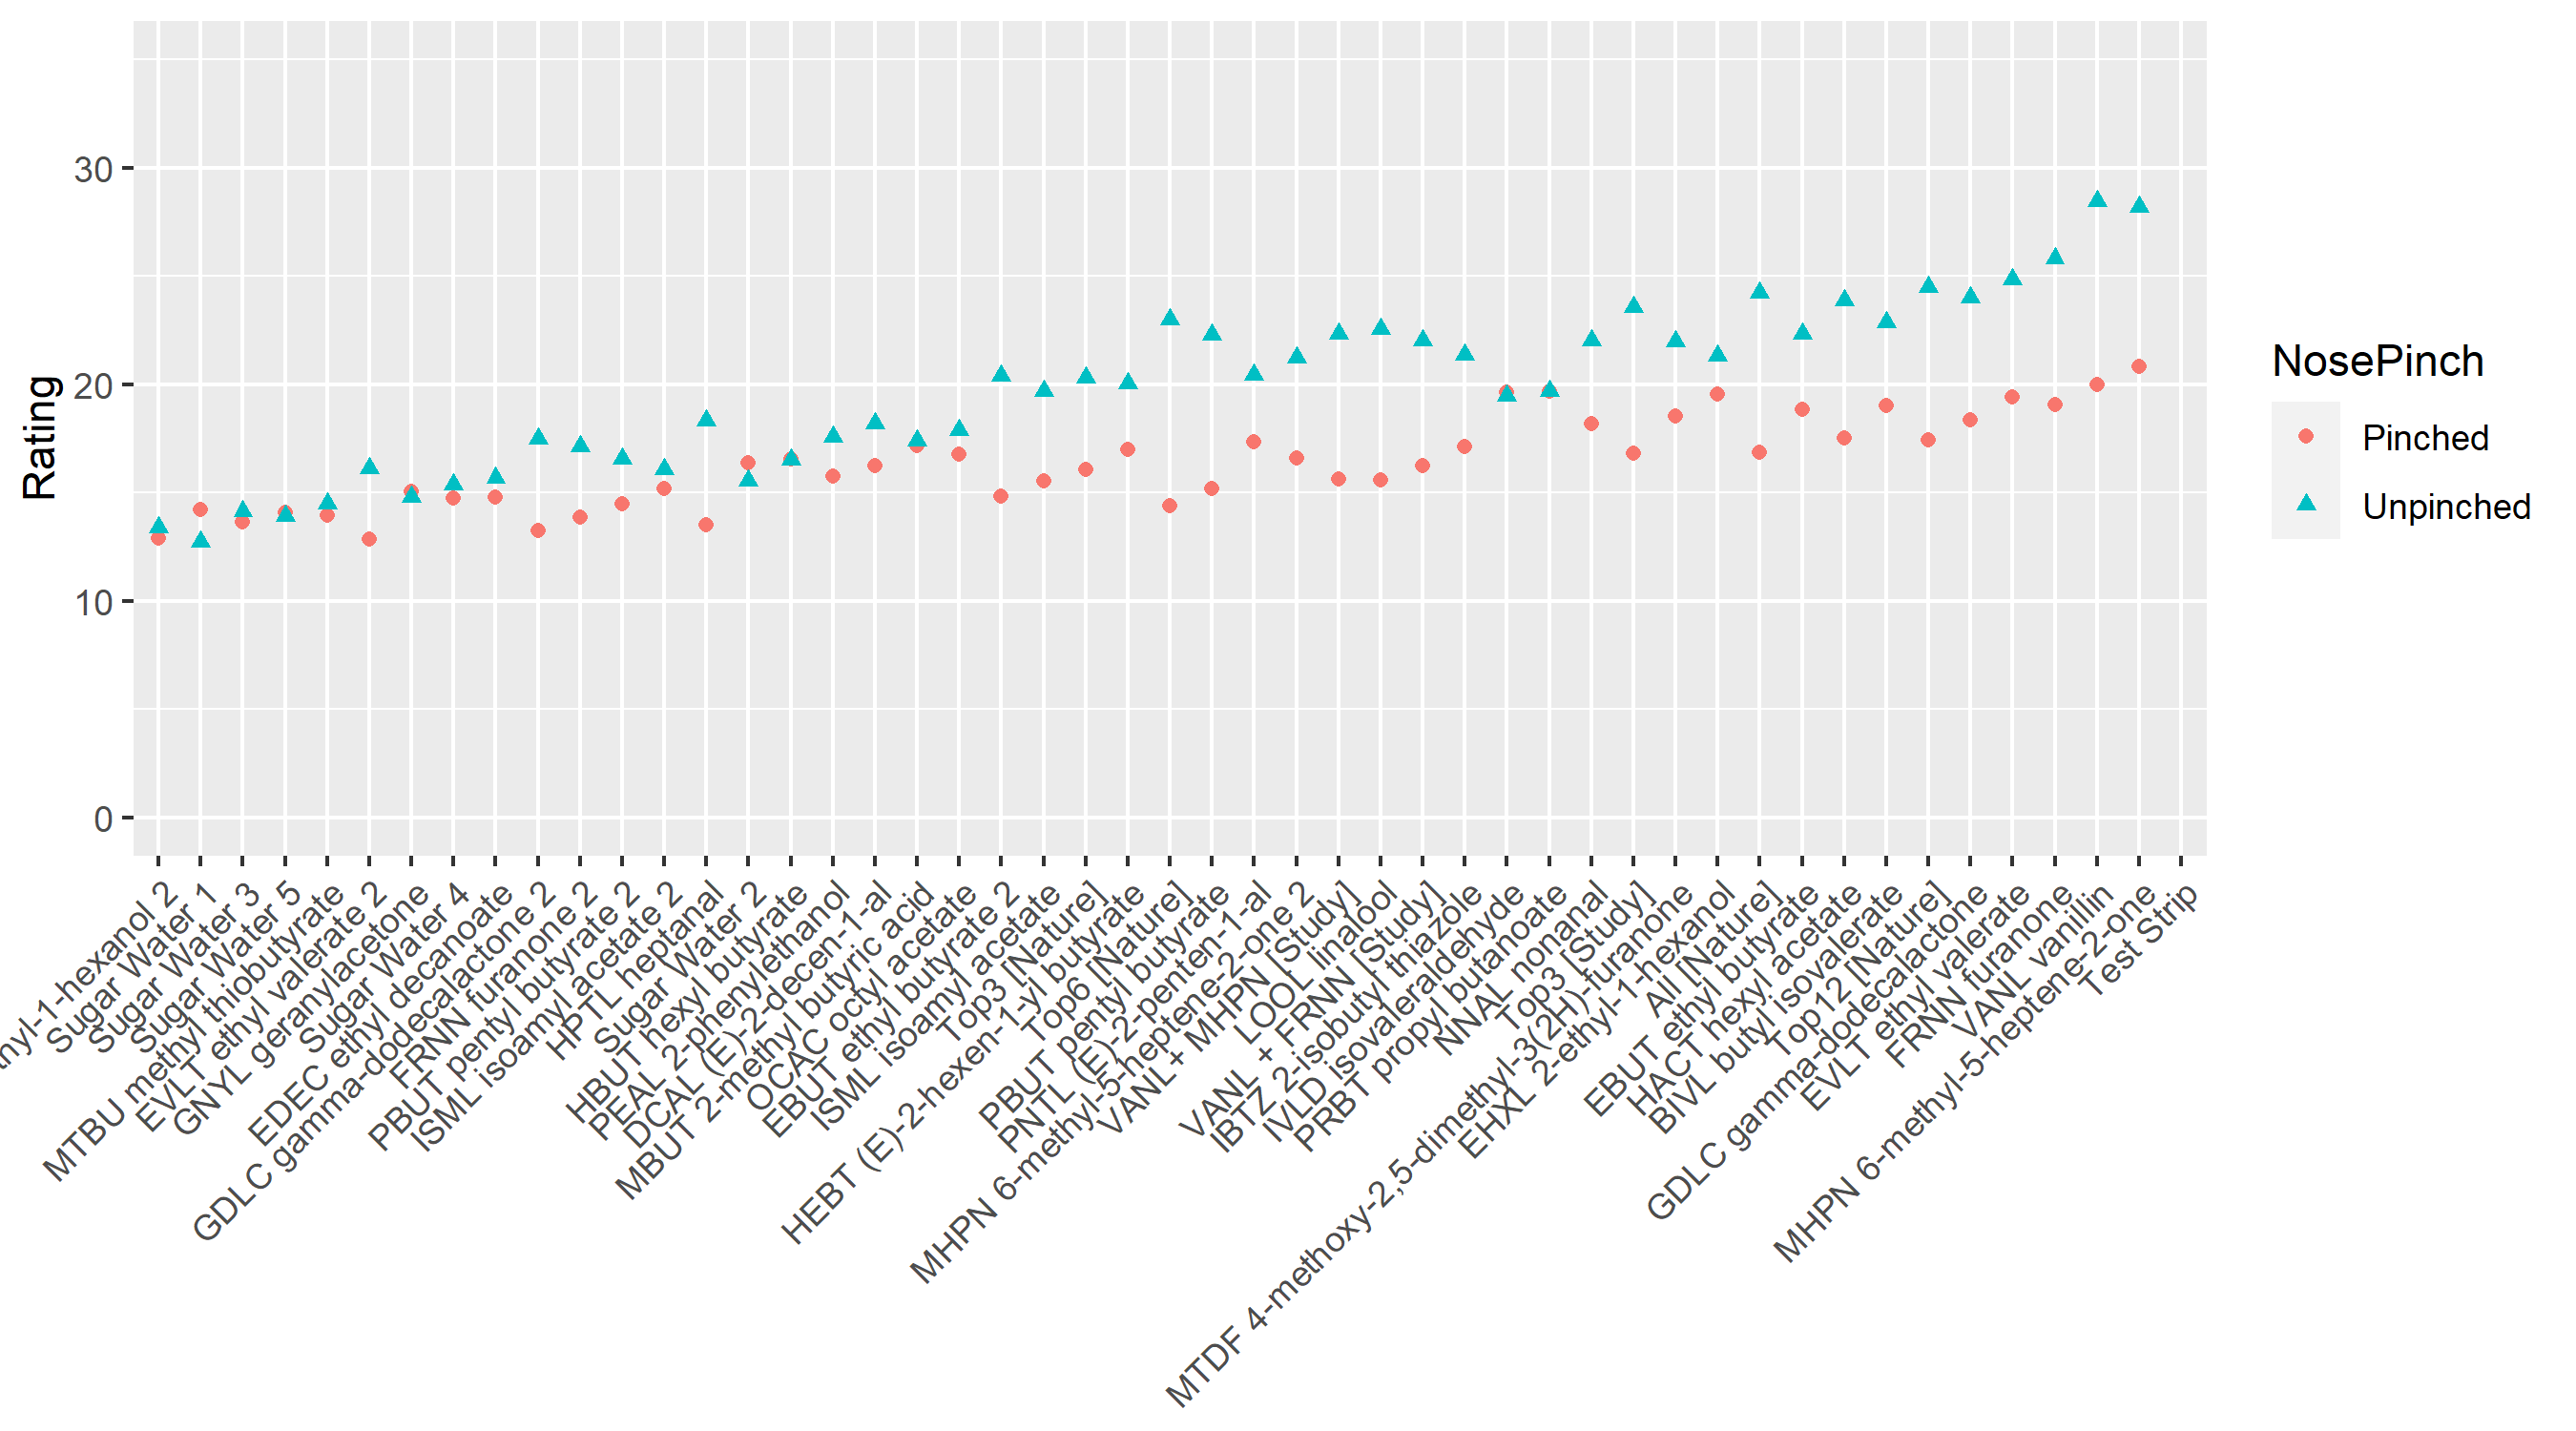 Rating
30
20
10
0
thyl-1-hexanol 2
Sugar Water 1
Sugar Water 3
Sugar Water 5
MTBU methyl thiobutyrate
EVLT ethyl valerate 2
GNYL geranylacetone
Sugar Water 4
EDEC ethyl decanoate
GDLC gamma-dodecalactone 2
FRNN furanone 2
PBUT pentyl butyrate 2
ISML isoamyl acetate 2
HPTL heptanal
Sugar Water 2
HBUT hexyl butyrate
PEAL 2-phenylethanol
DCAL (E)-2-decen-1-al
MBUT 2-methyl butyric acid
OCAC octyl acetate
EBUT ethyl butyrate 2
ISML isoamyl acetate
Top3 [Nature]
HEBT (E)-2-hexen-1-yl butyrate
Top6 [Nature]
PBUT pentyl butyrate
PNTL (E)-2-penten-1-al
MHPN 6-methyl-5-heptene-2-one 2
VANL+ MHPN [Study]
LOOL linalool
VANL + FRNN [Study]
IBTZ 2-isobutyl thiazole
IVLD isovaleraldehyde
PRBT propyl butanoate
NNAL nonanal
Top3 [Study]
MTDF 4-methoxy-2,5-dimethyl-3(2H)-furanone
EHXL 2-ethyl-1-hexanol
All [Nature]
EBUT ethyl butyrate
HACT hexyl acetate
BIVL butyl isovalerate
Top12 [Nature]
GDLC gamma-dodecalactone
EVLT ethyl valerate
FRNN furanone
VANL vanillin
MHPN 6-methyl-5-heptene-2-one
Test Strip
NosePinch
Pinched
Unpinched